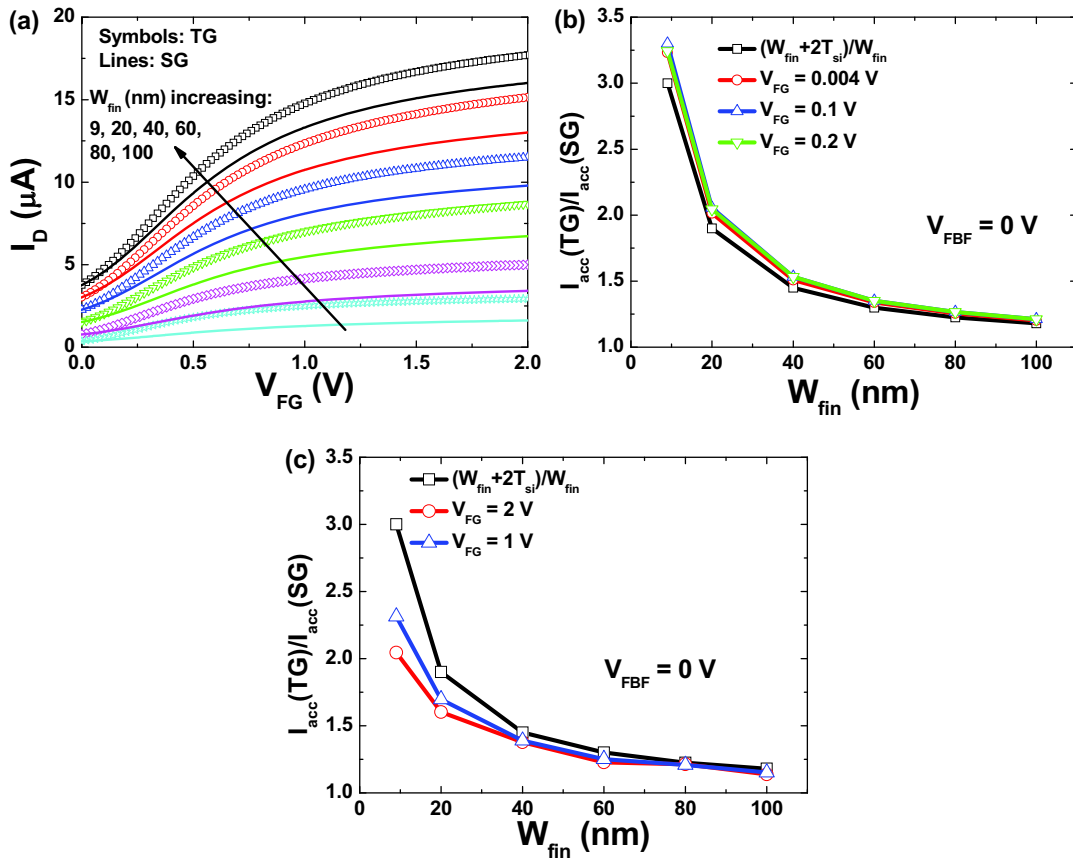 (a)
Symbols: TG
Lines: SG
W_fin (nm) increasing:
9, 20, 40, 60,
80, 100
I_D (μA)
20
15
10
5
0
0.0 0.5 1.0 1.5 2.0
V_FG (V)
(b)
(W_fin+2T_si)/W_fin
V_FG = 0.004 V
V_FG = 0.1 V
V_FG = 0.2 V
V_FBF = 0 V
I_acc(TG)/I_acc(SG)
3.5
3.0
2.5
2.0
1.5
1.0
0 20 40 60 80 100
W_fin (nm)
(c)
(W_fin+2T_si)/W_fin
V_FG = 2 V
V_FG = 1 V
V_FBF = 0 V
I_acc(TG)/I_acc(SG)
3.5
3.0
2.5
2.0
1.5
1.0
0 20 40 60 80 100
W_fin (nm)